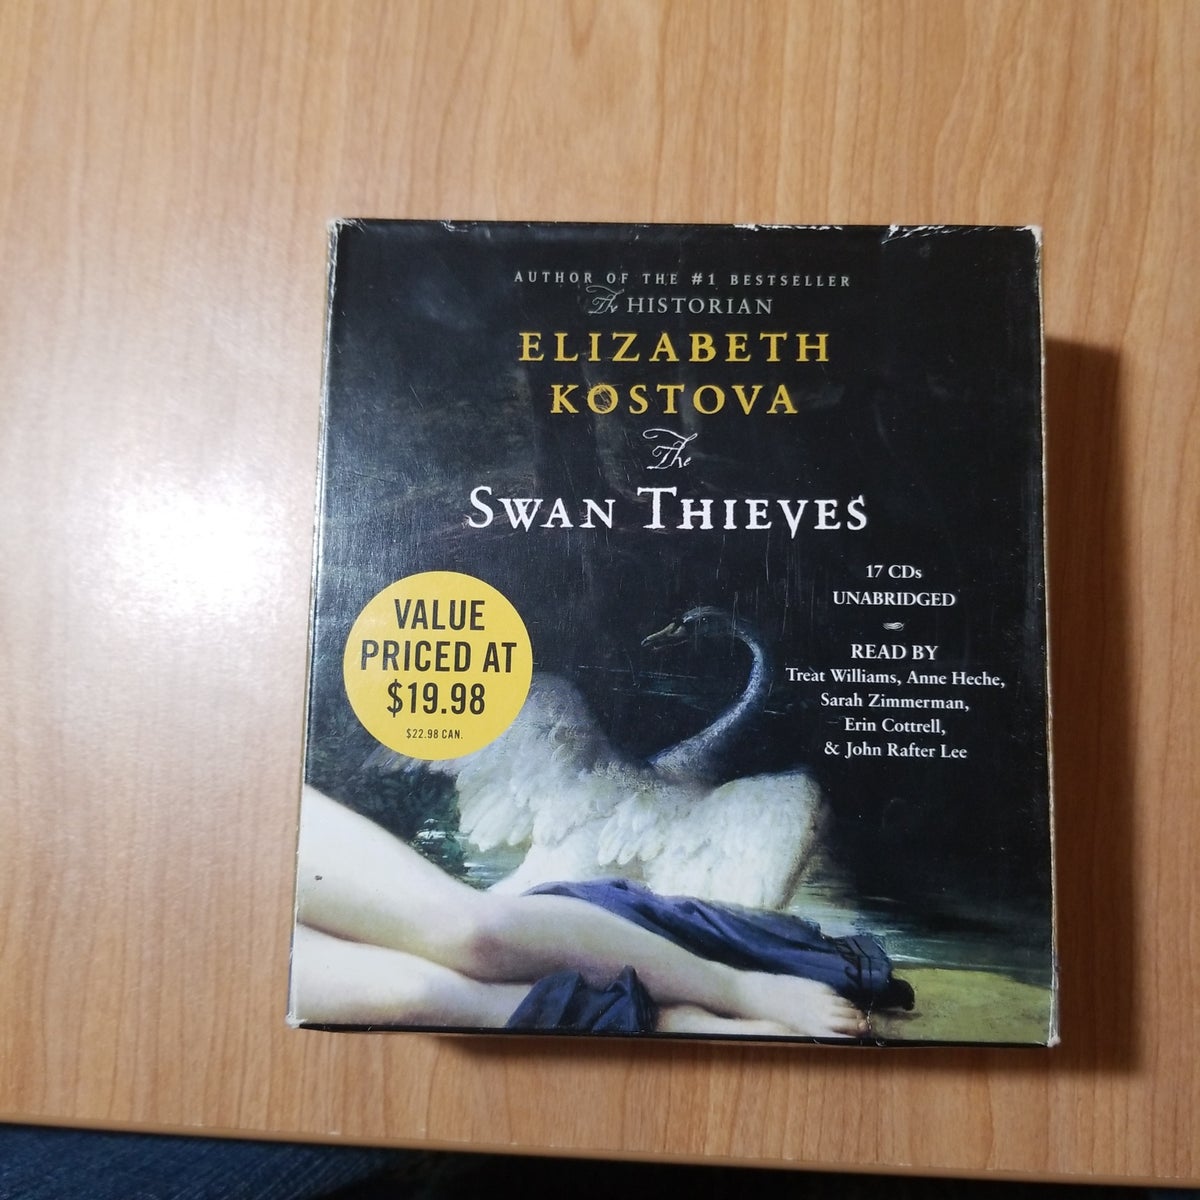 AUTHOR OF THE #1 BESTSELLER
The HISTORIAN
ELIZABETH
KOSTOVA
The
SWAN THIEVES
17 CDs
UNABRIDGED
READ BY
Treat Williams, Anne Heche,
Sarah Zimmerman,
Erin Cottrell,
& John Rafter Lee
VALUE
PRICED AT
$19.98
$22.98 CAN.